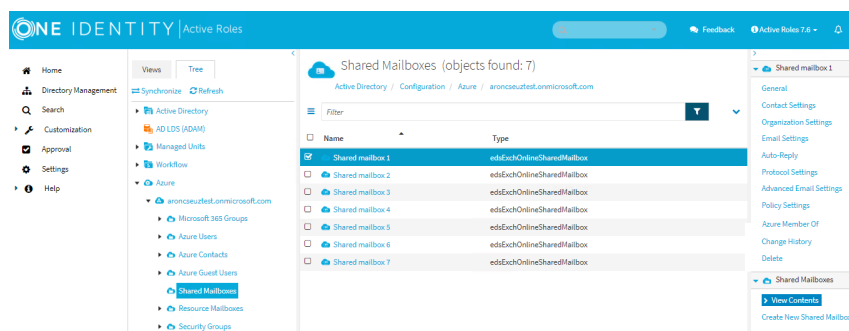 ONE IDENTITY Active Roles
Feedback
Active Roles 7.6
Home
Directory Management
Search
Customization
Approval
Settings
Help
Views
Tree
Synchronize
Refresh
Active Directory
AD LDS (ADAM)
Managed Units
Workflow
Azure
aroncseuztest.onmicrosoft.com
Microsoft 365 Groups
Azure Users
Azure Contacts
Azure Guest Users
Shared Mailboxes
Resource Mailboxes
Security Groups
Shared Mailboxes (objects found: 7)
Active Directory / Configuration / Azure / aroncseuztest.onmicrosoft.com
Filter
Name Type
Shared mailbox 1 edsExchOnlineSharedMailbox
Shared mailbox 2 edsExchOnlineSharedMailbox
Shared mailbox 3 edsExchOnlineSharedMailbox
Shared mailbox 4 edsExchOnlineSharedMailbox
Shared mailbox 5 edsExchOnlineSharedMailbox
Shared mailbox 6 edsExchOnlineSharedMailbox
Shared mailbox 7 edsExchOnlineSharedMailbox
Shared mailbox 1
General
Contact Settings
Organization Settings
Email Settings
Auto-Reply
Protocol Settings
Advanced Email Settings
Policy Settings
Azure Member Of
Change History
Delete
Shared Mailboxes
View Contents
Create New Shared Mailbo